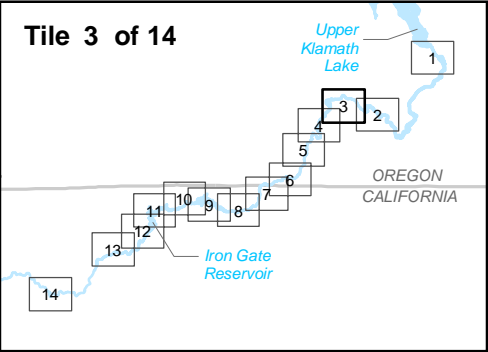 Tile 3 of 14
Upper
Klamath
Lake
1
3
2
4
5
OREGON
6
CALIFORNIA
7
10
9
8
11
12
Iron Gate
Reservoir
13
14